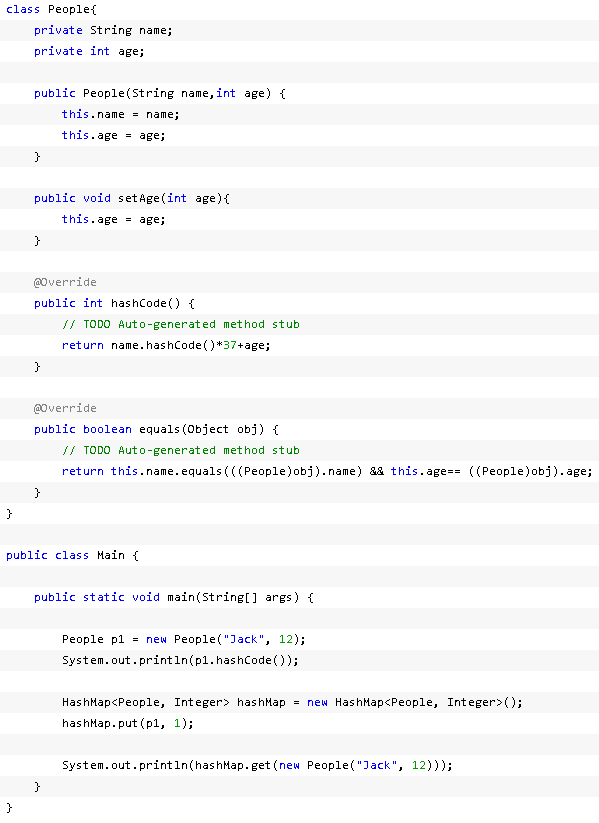 class People{
    private String name;
    private int age;

    public People(String name,int age) {
        this.name = name;
        this.age = age;
    }

    public void setAge(int age){
        this.age = age;
    }

    @Override
    public int hashCode() {
        // TODO Auto-generated method stub
        return name.hashCode()*37+age;
    }

    @Override
    public boolean equals(Object obj) {
        // TODO Auto-generated method stub
        return this.name.equals(((People)obj).name) && this.age== ((People)obj).age;
    }
}

public class Main {

    public static void main(String[] args) {

        People p1 = new People("Jack", 12);
        System.out.println(p1.hashCode());

        HashMap<People, Integer> hashMap = new HashMap<People, Integer>();
        hashMap.put(p1, 1);

        System.out.println(hashMap.get(new People("Jack", 12)));
    }
}